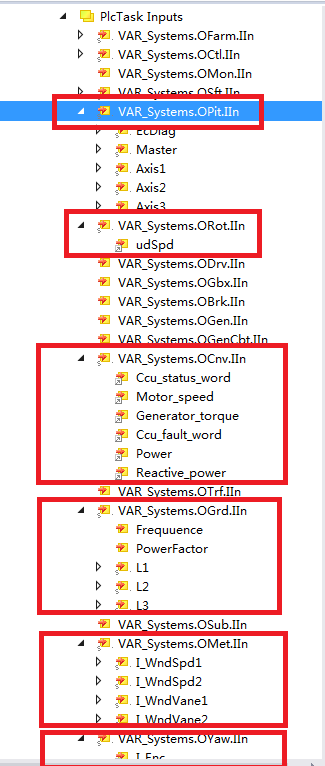 PlcTask Inputs
VAR_Systems.OFarm.IIn
VAR_Systems.OCtl.IIn
VAR_Systems.OMon.IIn
VAR_Systems.OSft.IIn
VAR_Systems.OPit.IIn
EcDiag
Master
Axis1
Axis2
Axis3
VAR_Systems.ORot.IIn
udSpd
VAR_Systems.ODrv.IIn
VAR_Systems.OGbx.IIn
VAR_Systems.OBrk.IIn
VAR_Systems.OGen.IIn
VAR_Systems.OGenCbt.IIn
VAR_Systems.OCnv.IIn
Ccu_status_word
Motor_speed
Generator_torque
Ccu_fault_word
Power
Reactive_power
VAR_Systems.OTrf.IIn
VAR_Systems.OGrd.IIn
Frequuence
PowerFactor
L1
L2
L3
VAR_Systems.OSub.IIn
VAR_Systems.OMet.IIn
I_WndSpd1
I_WndSpd2
I_WndVane1
I_WndVane2
VAR_Systems.OYaw.IIn
I_Enc